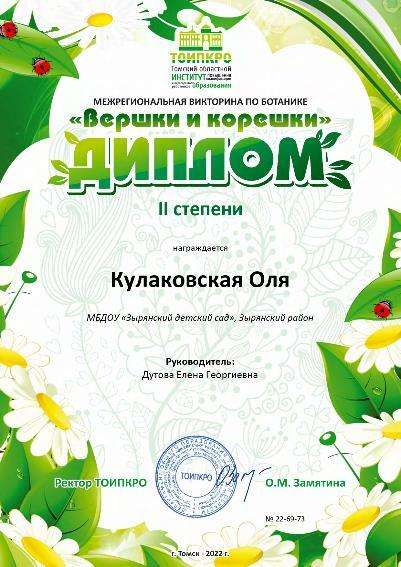 ТОИПКРО
Томский областной
ИНСТИТУТ
образования
МЕЖРЕГИОНАЛЬНАЯ ВИКТОРИНА ПО БОТАНИКЕ
«Вершки и корешки»
ДИПЛОМ
II степени
награждается
Кулаковская Оля
МБДОУ «Зырянский детский сад», Зырянский район
Руководитель:
Дутова Елена Георгиевна
ТОИПКРО
Ректор ТОИПКРО
О.М. Замятина
№ 22-69-73
г. Томск - 2022 г.